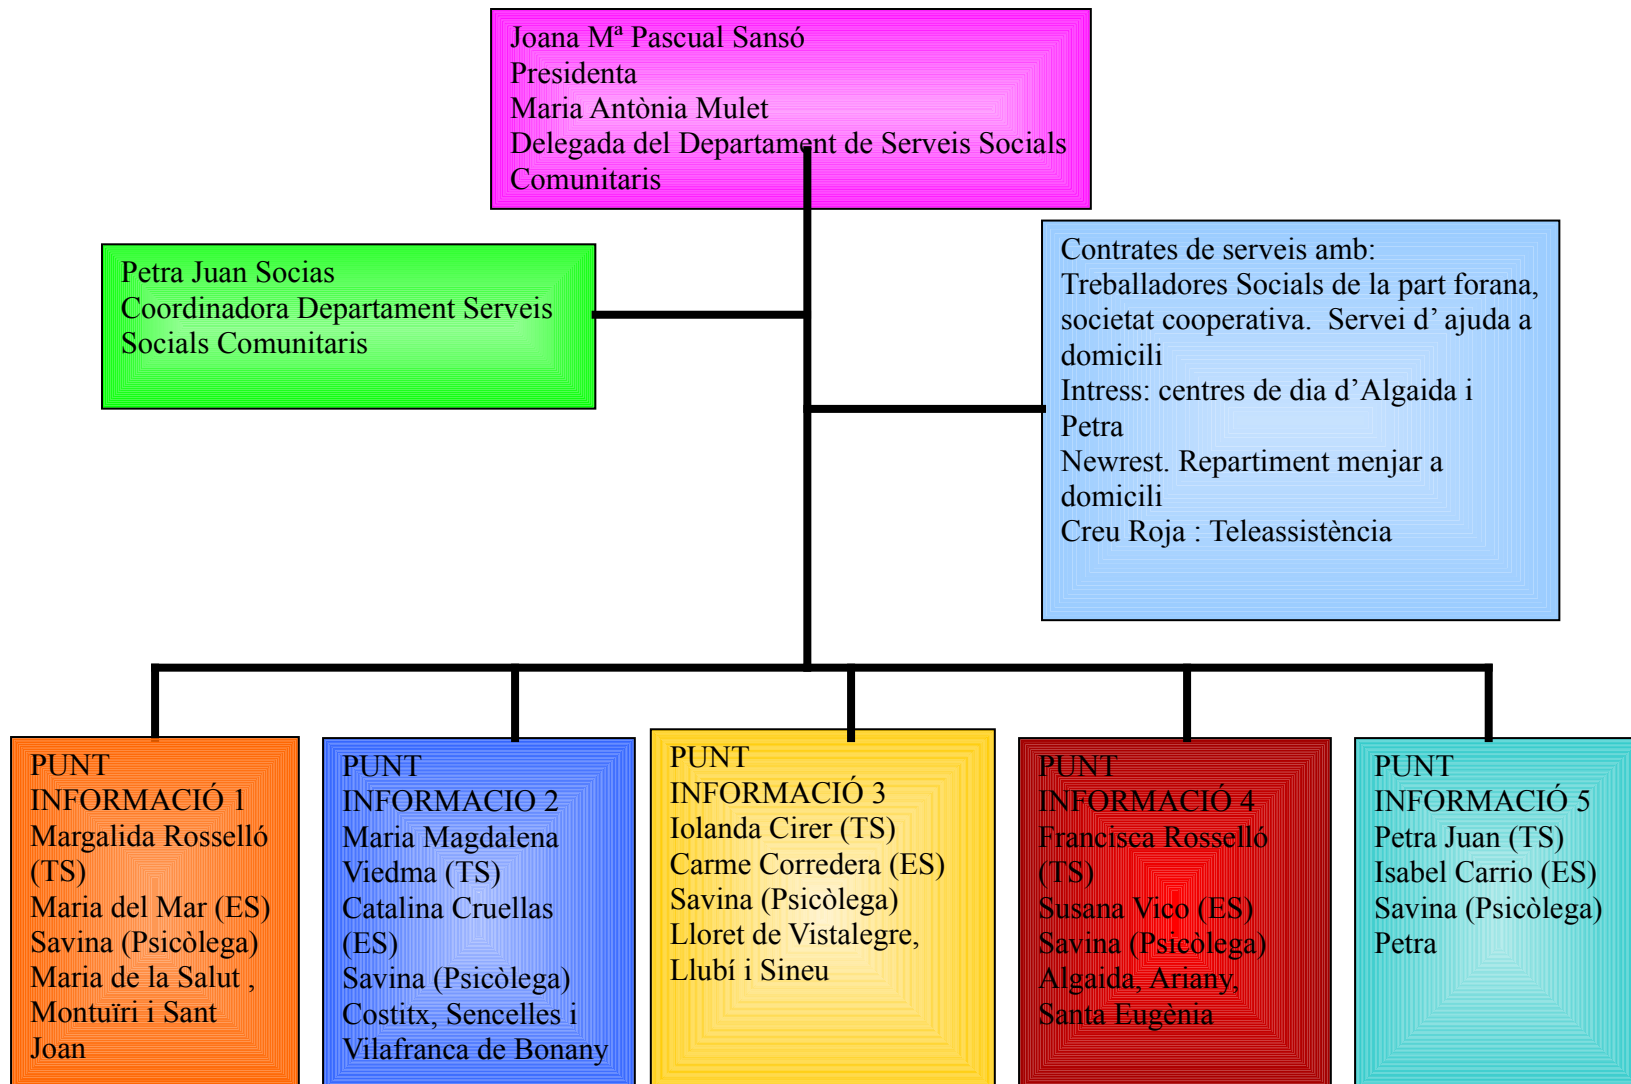 Joana Mª Pascual Sansó
Presidenta
Maria Antònia Mulet
Delegada del Departament de Serveis Socials
Comunitaris
Petra Juan Socias
Coordinadora Departament Serveis
Socials Comunitaris
Contrates de serveis amb:
Treballadores Socials de la part forana,
societat cooperativa.  Servei d’ ajuda a
domicili
Intress: centres de dia d’Algaida i
Petra
Newrest. Repartiment menjar a
domicili
Creu Roja : Teleassistència
PUNT
INFORMACIÓ 1
Margalida Rosselló
(TS)
Maria del Mar (ES)
Savina (Psicòlega)
Maria de la Salut ,
Montuïri i Sant
Joan
PUNT
INFORMACIO 2
Maria Magdalena
Viedma (TS)
Catalina Cruellas
(ES)
Savina (Psicòlega)
Costitx, Sencelles i
Vilafranca de Bonany
PUNT
INFORMACIÓ 3
Iolanda Cirer (TS)
Carme Corredera (ES)
Savina (Psicòlega)
Lloret de Vistalegre,
Llubí i Sineu
PUNT
INFORMACIÓ 4
Francisca Rosselló
(TS)
Susana Vico (ES)
Savina (Psicòlega)
Algaida, Ariany,
Santa Eugènia
PUNT
INFORMACIÓ 5
Petra Juan (TS)
Isabel Carrio (ES)
Savina (Psicòlega)
Petra